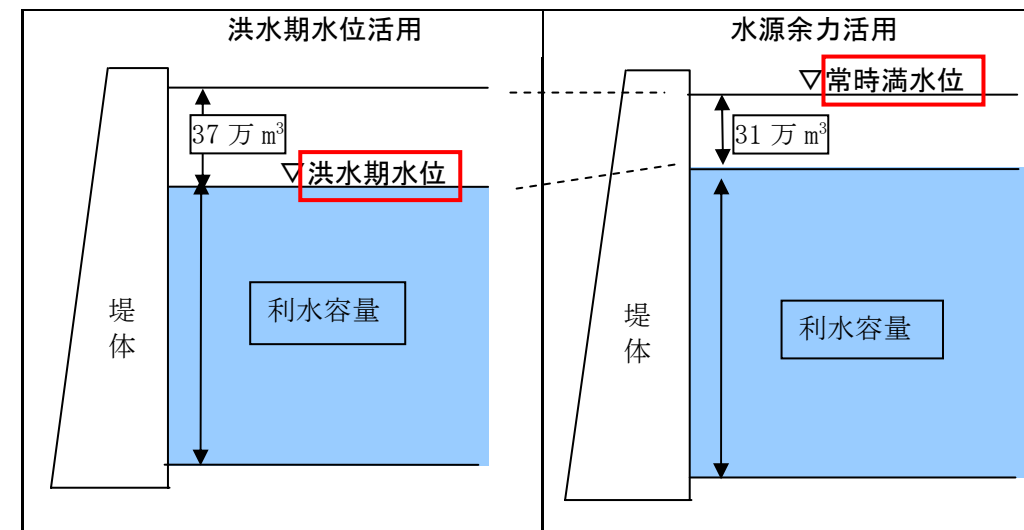 洪水期水位活用
37 万 m³
▽洪水期水位
利水容量
堤
体
水源余力活用
▽常時満水位
31 万 m³
利水容量
堤
体